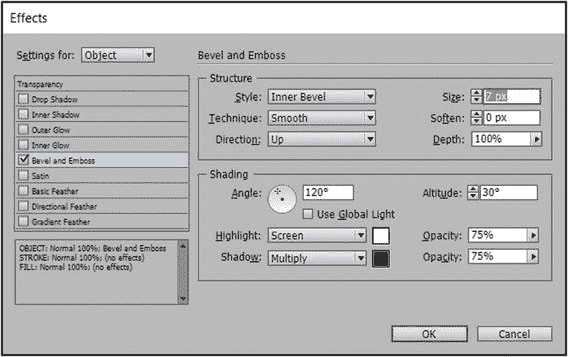 Effects
Settings for: Object
Transparency
Drop Shadow
Inner Shadow
Outer Glow
Inner Glow
Bevel and Emboss
Satin
Basic Feather
Directional Feather
Gradient Feather
OBJECT: Normal 100%; Bevel and Emboss
STROKE: Normal 100%; (no effects)
FILL: Normal 100%; (no effects)
Bevel and Emboss
Structure
Style: Inner Bevel Size: 7 px
Technique: Smooth Soften: 0 px
Direction: Up Depth: 100%
Shading
Angle: 120° Altitude: 30°
Use Global Light
Highlight: Screen Opacity: 75%
Shadow: Multiply Opacity: 75%
OK Cancel